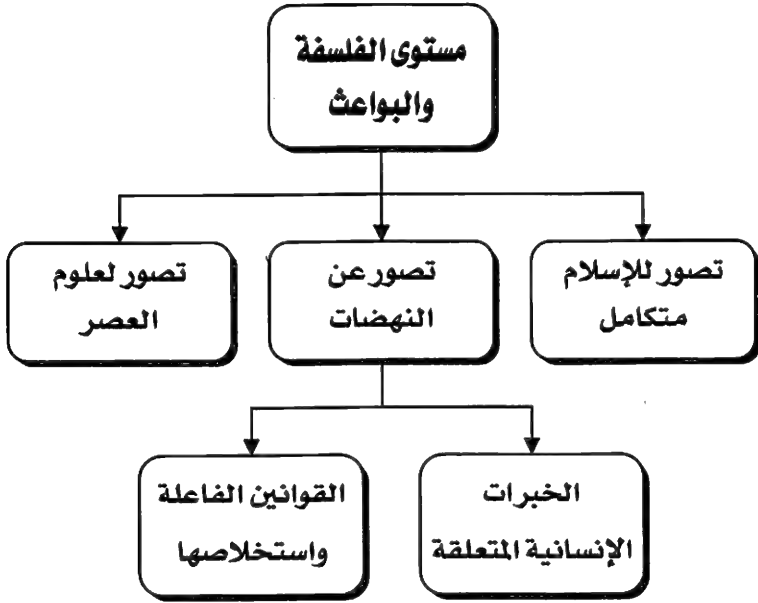 مستوى الفلسفة
والبواعث
تصور للإسلام
متكامل
تصور عن
النهضات
تصور لعلوم
العصر
الخبرات
الإنسانية المتعلقة
القوانين الفاعلة
واستخلاصها